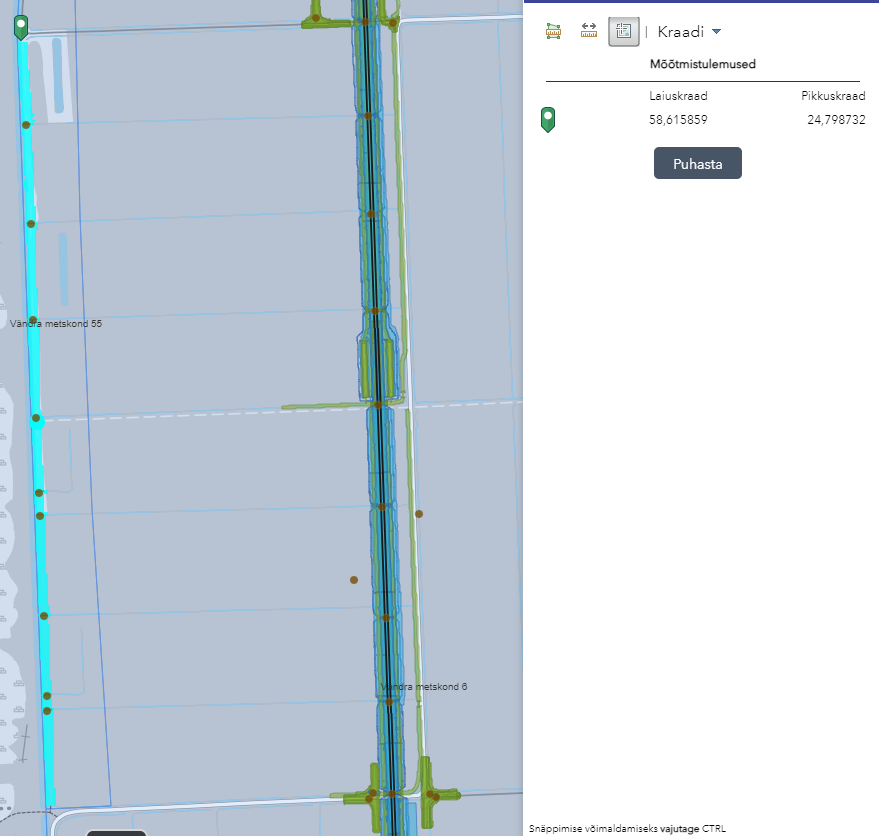 | Kraadi
Mõõtmistulemused
Laiuskraad Pikkuskraad
58,615859 24,798732
Puhasta
Vändra metskond 55
Vändra metskond 6
Snäppimise võimaldamiseks vajutage CTRL